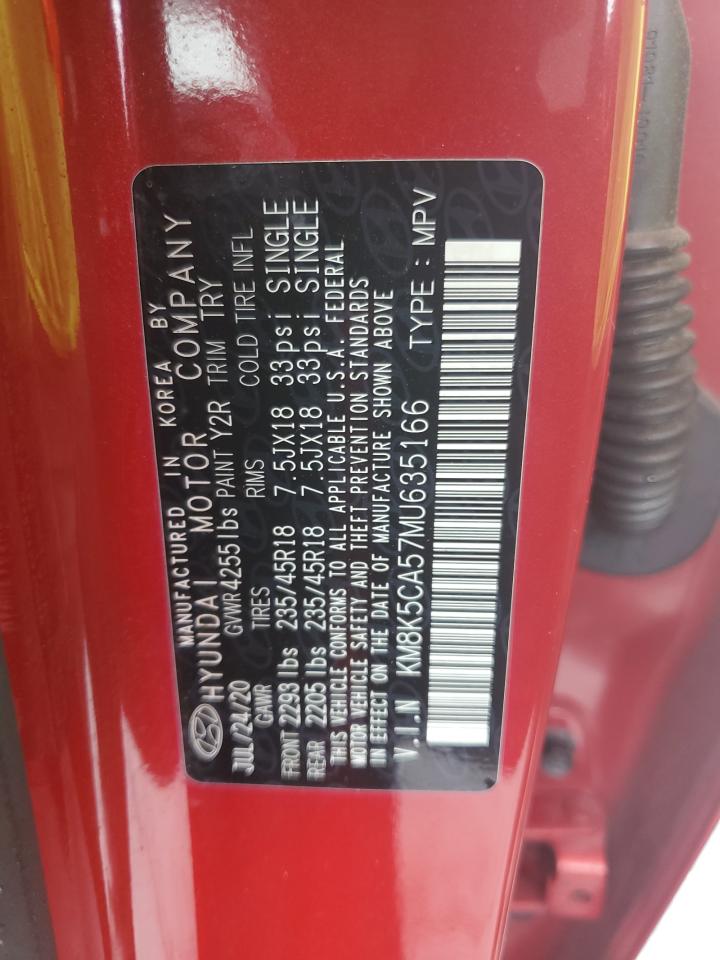 MANUFACTURED IN KOREA BY
HYUNDAI MOTOR COMPANY
JUL/24/20 GVWR 4255lbs PAINT Y2R TRIM TRY
GAWR TIRES RIMS COLD TIRE INFL
FRONT 2293 lbs 235/45R18 7.5JX18 33psi SINGLE
REAR 2205 lbs 235/45R18 7.5JX18 33psi SINGLE
THIS VEHICLE CONFORMS TO ALL APPLICABLE U.S.A. FEDERAL
MOTOR VEHICLE SAFETY AND THEFT PREVENTION STANDARDS
IN EFFECT ON THE DATE OF MANUFACTURE SHOWN ABOVE
V.I.N KM8K5CA57MU635166 TYPE : MPV